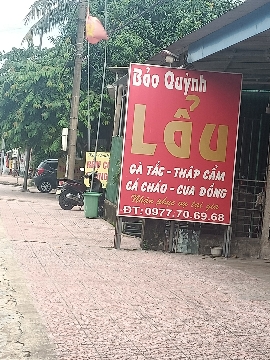 Bảo Quỳnh
Lẩu
GÀ TẮC - THẬP CẨM
CÁ CHÁO - CUA ĐỒNG
Nhận phục vụ tại gia
ĐT: 0977.70.69.68